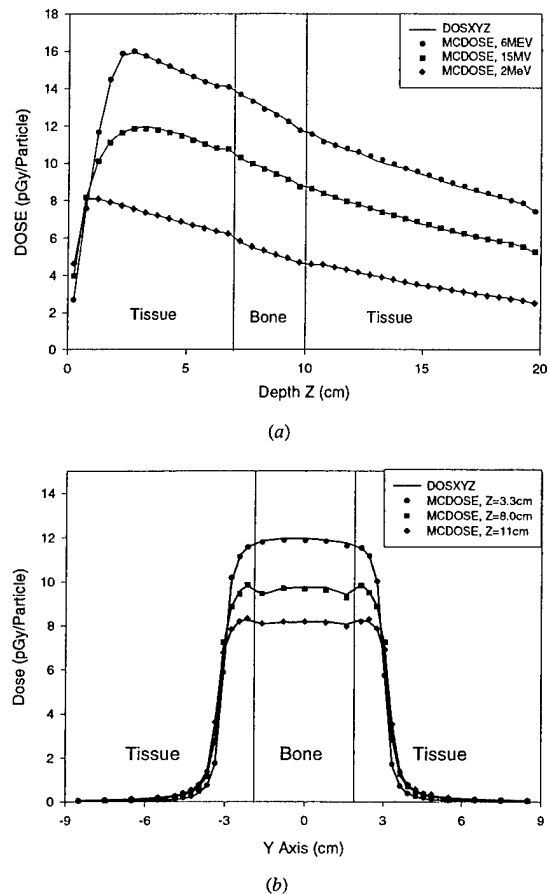 18
16
14
12
10
8
6
4
2
0
DOSE (pGy/Particle)
DOSXYZ
MCDOSE, 6MEV
MCDOSE, 15MV
MCDOSE, 2MeV
Tissue
Bone
Tissue
0 5 10 15 20
Depth Z (cm)
(a)
14
12
10
8
6
4
2
0
Dose (pGy/Particle)
DOSXYZ
MCDOSE, Z=3.3cm
MCDOSE, Z=8.0cm
MCDOSE, Z=11cm
Tissue
Bone
Tissue
-9 -6 -3 0 3 6 9
Y Axis (cm)
(b)